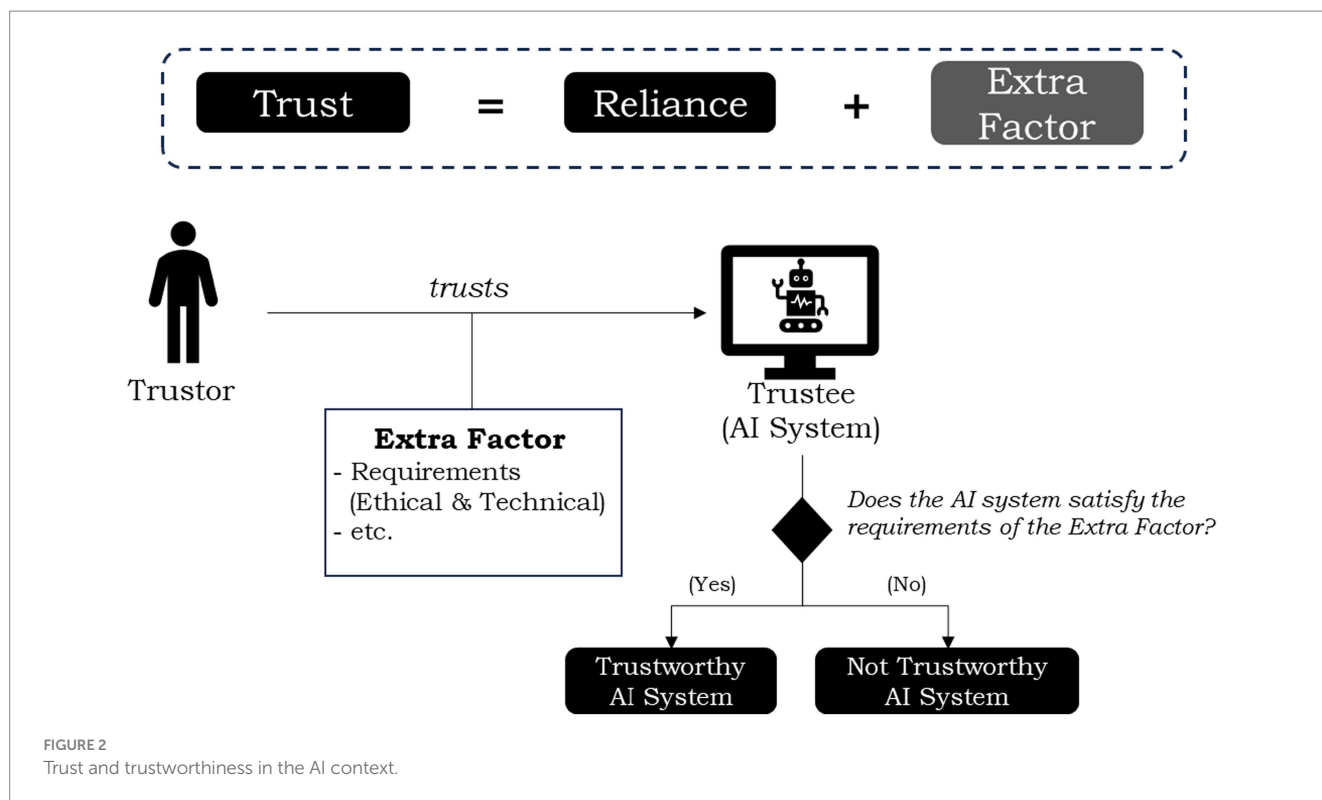 Trust = Reliance + Extra Factor
trusts
Trustor
Extra Factor
- Requirements
(Ethical & Technical)
- etc.
Trustee
(AI System)
Does the AI system satisfy the
requirements of the Extra Factor?
(Yes) (No)
Trustworthy
AI System
Not Trustworthy
AI System
FIGURE 2
Trust and trustworthiness in the AI context.